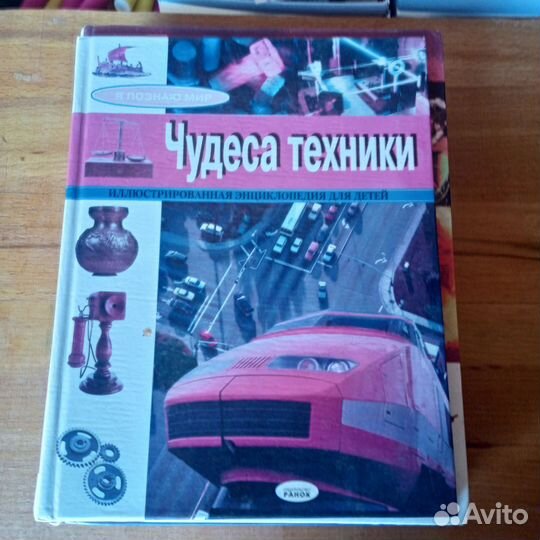 Я ПОЗНАЮ МИР
Чудеса техники
ИЛЛЮСТРИРОВАННАЯ ЭНЦИКЛОПЕДИЯ ДЛЯ ДЕТЕЙ
РАНОК
Avito